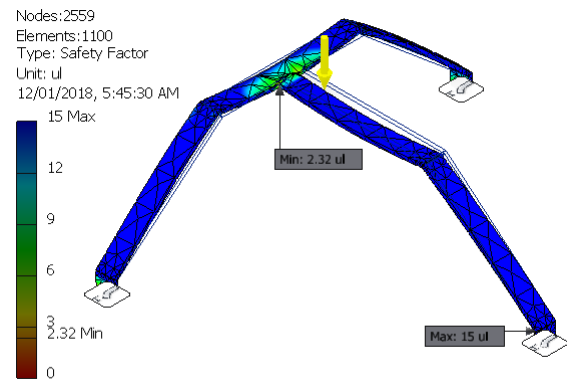 Nodes:2559
Elements:1100
Type: Safety Factor
Unit: ul
12/01/2018, 5:45:30 AM
15 Max
12
9
6
3
2.32 Min
0
Min: 2.32 ul
Max: 15 ul